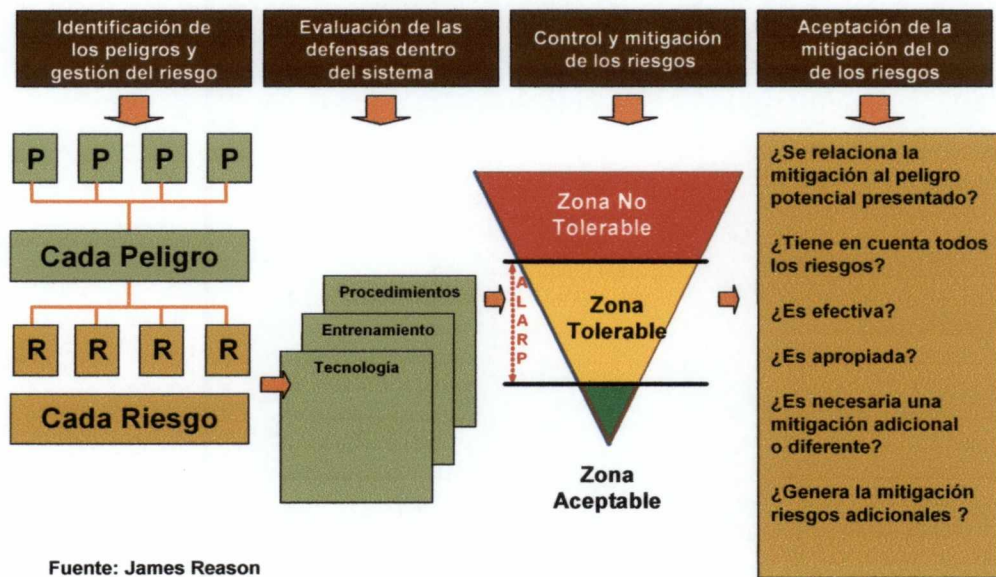 Identificación de
los peligros y
gestión del riesgo
Evaluación de las
defensas dentro
del sistema
Control y mitigación
de los riesgos
Aceptación de la
mitigación del o
de los riesgos
P P P P
Cada Peligro
R R R R
Cada Riesgo
Procedimientos
Entrenamiento
Tecnología
Zona No
Tolerable
A
L
A
R
P
Zona
Tolerable
Zona
Aceptable
¿Se relaciona la
mitigación al peligro
potencial presentado?
¿Tiene en cuenta todos
los riesgos?
¿Es efectiva?
¿Es apropiada?
¿Es necesaria una
mitigación adicional
o diferente?
¿Genera la mitigación
riesgos adicionales ?
Fuente: James Reason